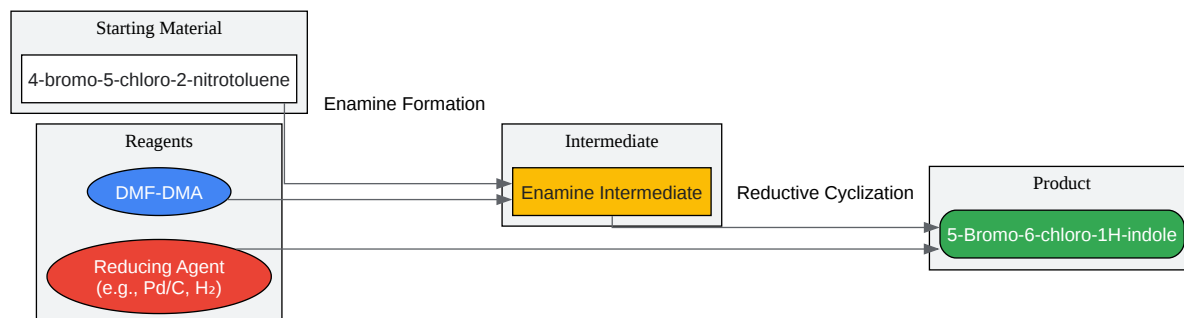 Starting Material
4-bromo-5-chloro-2-nitrotoluene
Enamine Formation
Reagents
DMF-DMA
Reducing Agent
(e.g., Pd/C, H₂)
Intermediate
Enamine Intermediate
Reductive Cyclization
Product
5-Bromo-6-chloro-1H-indole